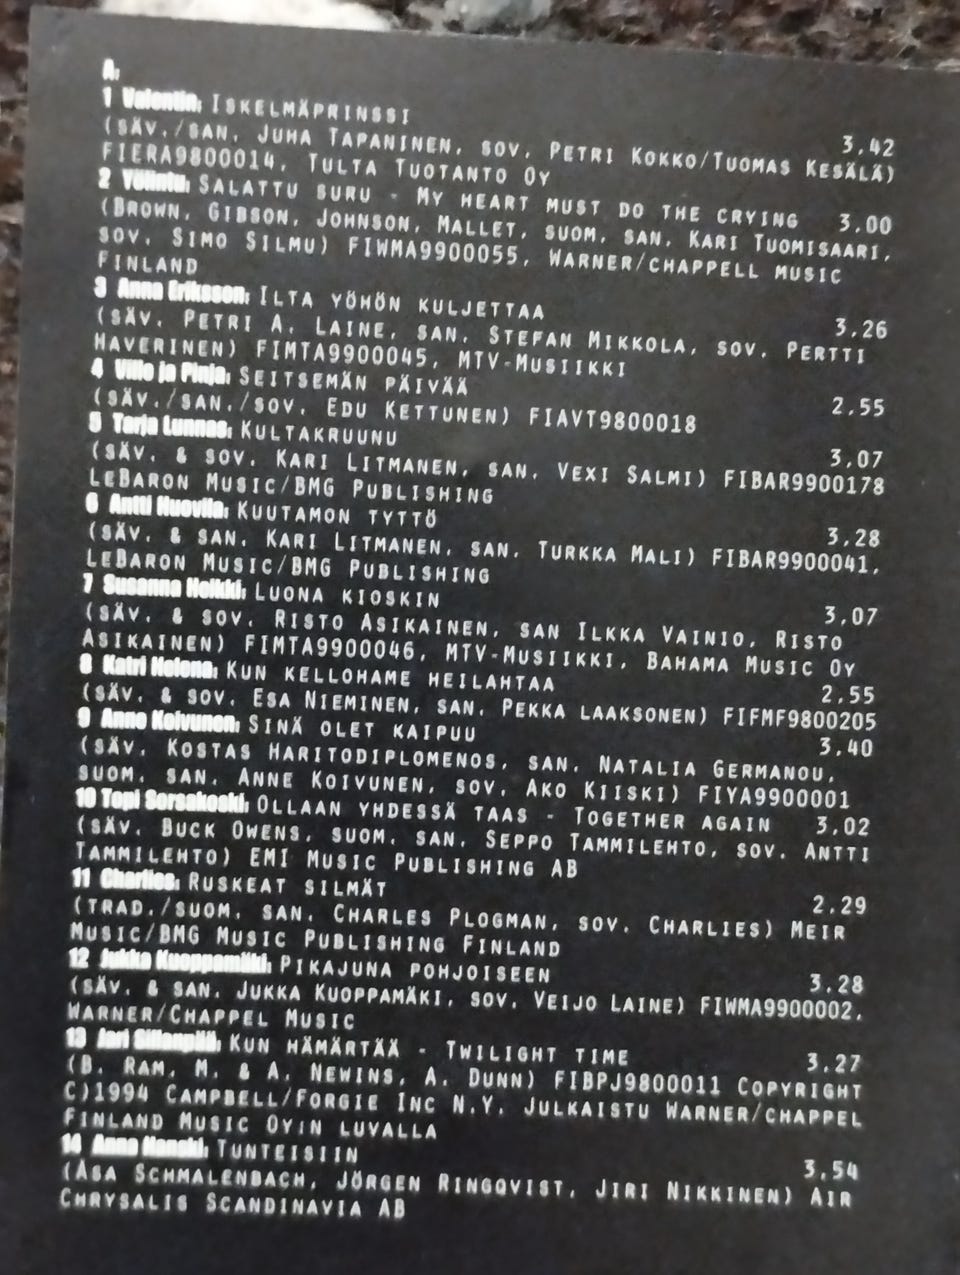 A:
1 Valentin: ISKELMÄPRINSSI 3.42
(SÄV./SAN. JUHA TAPANINEN, SOV. PETRI KOKKO/TUOMAS KESÄLÄ)
FIERA9800014, TULTA TUOTANTO OY
2 SALATTU SURU - MY HEART MUST DO THE CRYING 3.00
(BROWN, GIBSON, JOHNSON, MALLET, SUOM. SAN. KARI TUOMISAARI,
SOV. SIMO SILMU) FIWMA9900055, WARNER/CHAPPELL MUSIC
FINLAND
3 Anna Eriksson: ILTA YÖHÖN KULJETTAA 3.26
(SÄV. PETRI A. LAINE, SAN. STEFAN MIKKOLA, SOV. PERTTI
HAVERINEN) FIMTA9900045, MTV-MUSIIKKI
4 Ville ja Pinja: SEITSEMÄN PÄIVÄÄ 2.55
(SÄV./SAN./SOV. EDU KETTUNEN) FIAVT9800018
5 Tarja Lunnas: KULTAKRUUNU 3.07
(SÄV. & SOV. KARI LITMANEN, SAN. VEXI SALMI) FIBAR9900178
LEBARON MUSIC/BMG PUBLISHING
6 Antti Huovila: KUUTAMON TYTTÖ 3.28
(SÄV. & SAN. KARI LITMANEN, SAN. TURKKA MALI) FIBAR9900041,
LEBARON MUSIC/BMG PUBLISHING
7 Susanna Heikki: LUONA KIOSKIN 3.07
(SÄV. & SOV. RISTO ASIKAINEN, SAN ILKKA VAINIO, RISTO
ASIKAINEN) FIMTA9900046, MTV-MUSIIKKI, BAHAMA MUSIC OY
8 Katri Helena: KUN KELLOHAME HEILAHTAA 2.55
(SÄV. & SOV. ESA NIEMINEN, SAN. PEKKA LAAKSONEN) FIFMF9800205
9 Anne Koivunen: SINÄ OLET KAIPUU 3.40
(SÄV. KOSTAS HARITODIPLOMENOS, SAN. NATALIA GERMANOU,
SUOM. SAN. ANNE KOIVUNEN, SOV. AKO KIISKI) FIYA9900001
10 Topi Sorsakoski: OLLAAN YHDESSÄ TAAS - TOGETHER AGAIN 3.02
(SÄV. BUCK OWENS, SUOM. SAN. SEPPO TAMMILEHTO, SOV. ANTTI
TAMMILEHTO) EMI MUSIC PUBLISHING AB
11 Charlies: RUSKEAT SILMÄT 2.29
(TRAD./SUOM. SAN. CHARLES PLOGMAN, SOV. CHARLIES) MEIR
MUSIC/BMG MUSIC PUBLISHING FINLAND
12 Jukka Kuoppamäki: PIKAJUNA POHJOISEEN 3.28
(SÄV. & SAN. JUKKA KUOPPAMÄKI, SOV. VEIJO LAINE) FIWMA9900002,
WARNER/CHAPPEL MUSIC
13 Jari Sillanpää: KUN HÄMÄRTÄÄ - TWILIGHT TIME 3.27
(B. RAM, M. & A. NEWINS, A. DUNN) FIBPJ9800011 COPYRIGHT
C)1994 CAMPBELL/FORGIE INC N.Y. JULKAISTU WARNER/CHAPPEL
FINLAND MUSIC OY:N LUVALLA
14 Anna Hanski: TUNTEISIIN 3.54
(ÅSA SCHMALENBACH, JÖRGEN RINGQVIST, JIRI NIKKINEN) AIR
CHRYSALIS SCANDINAVIA AB